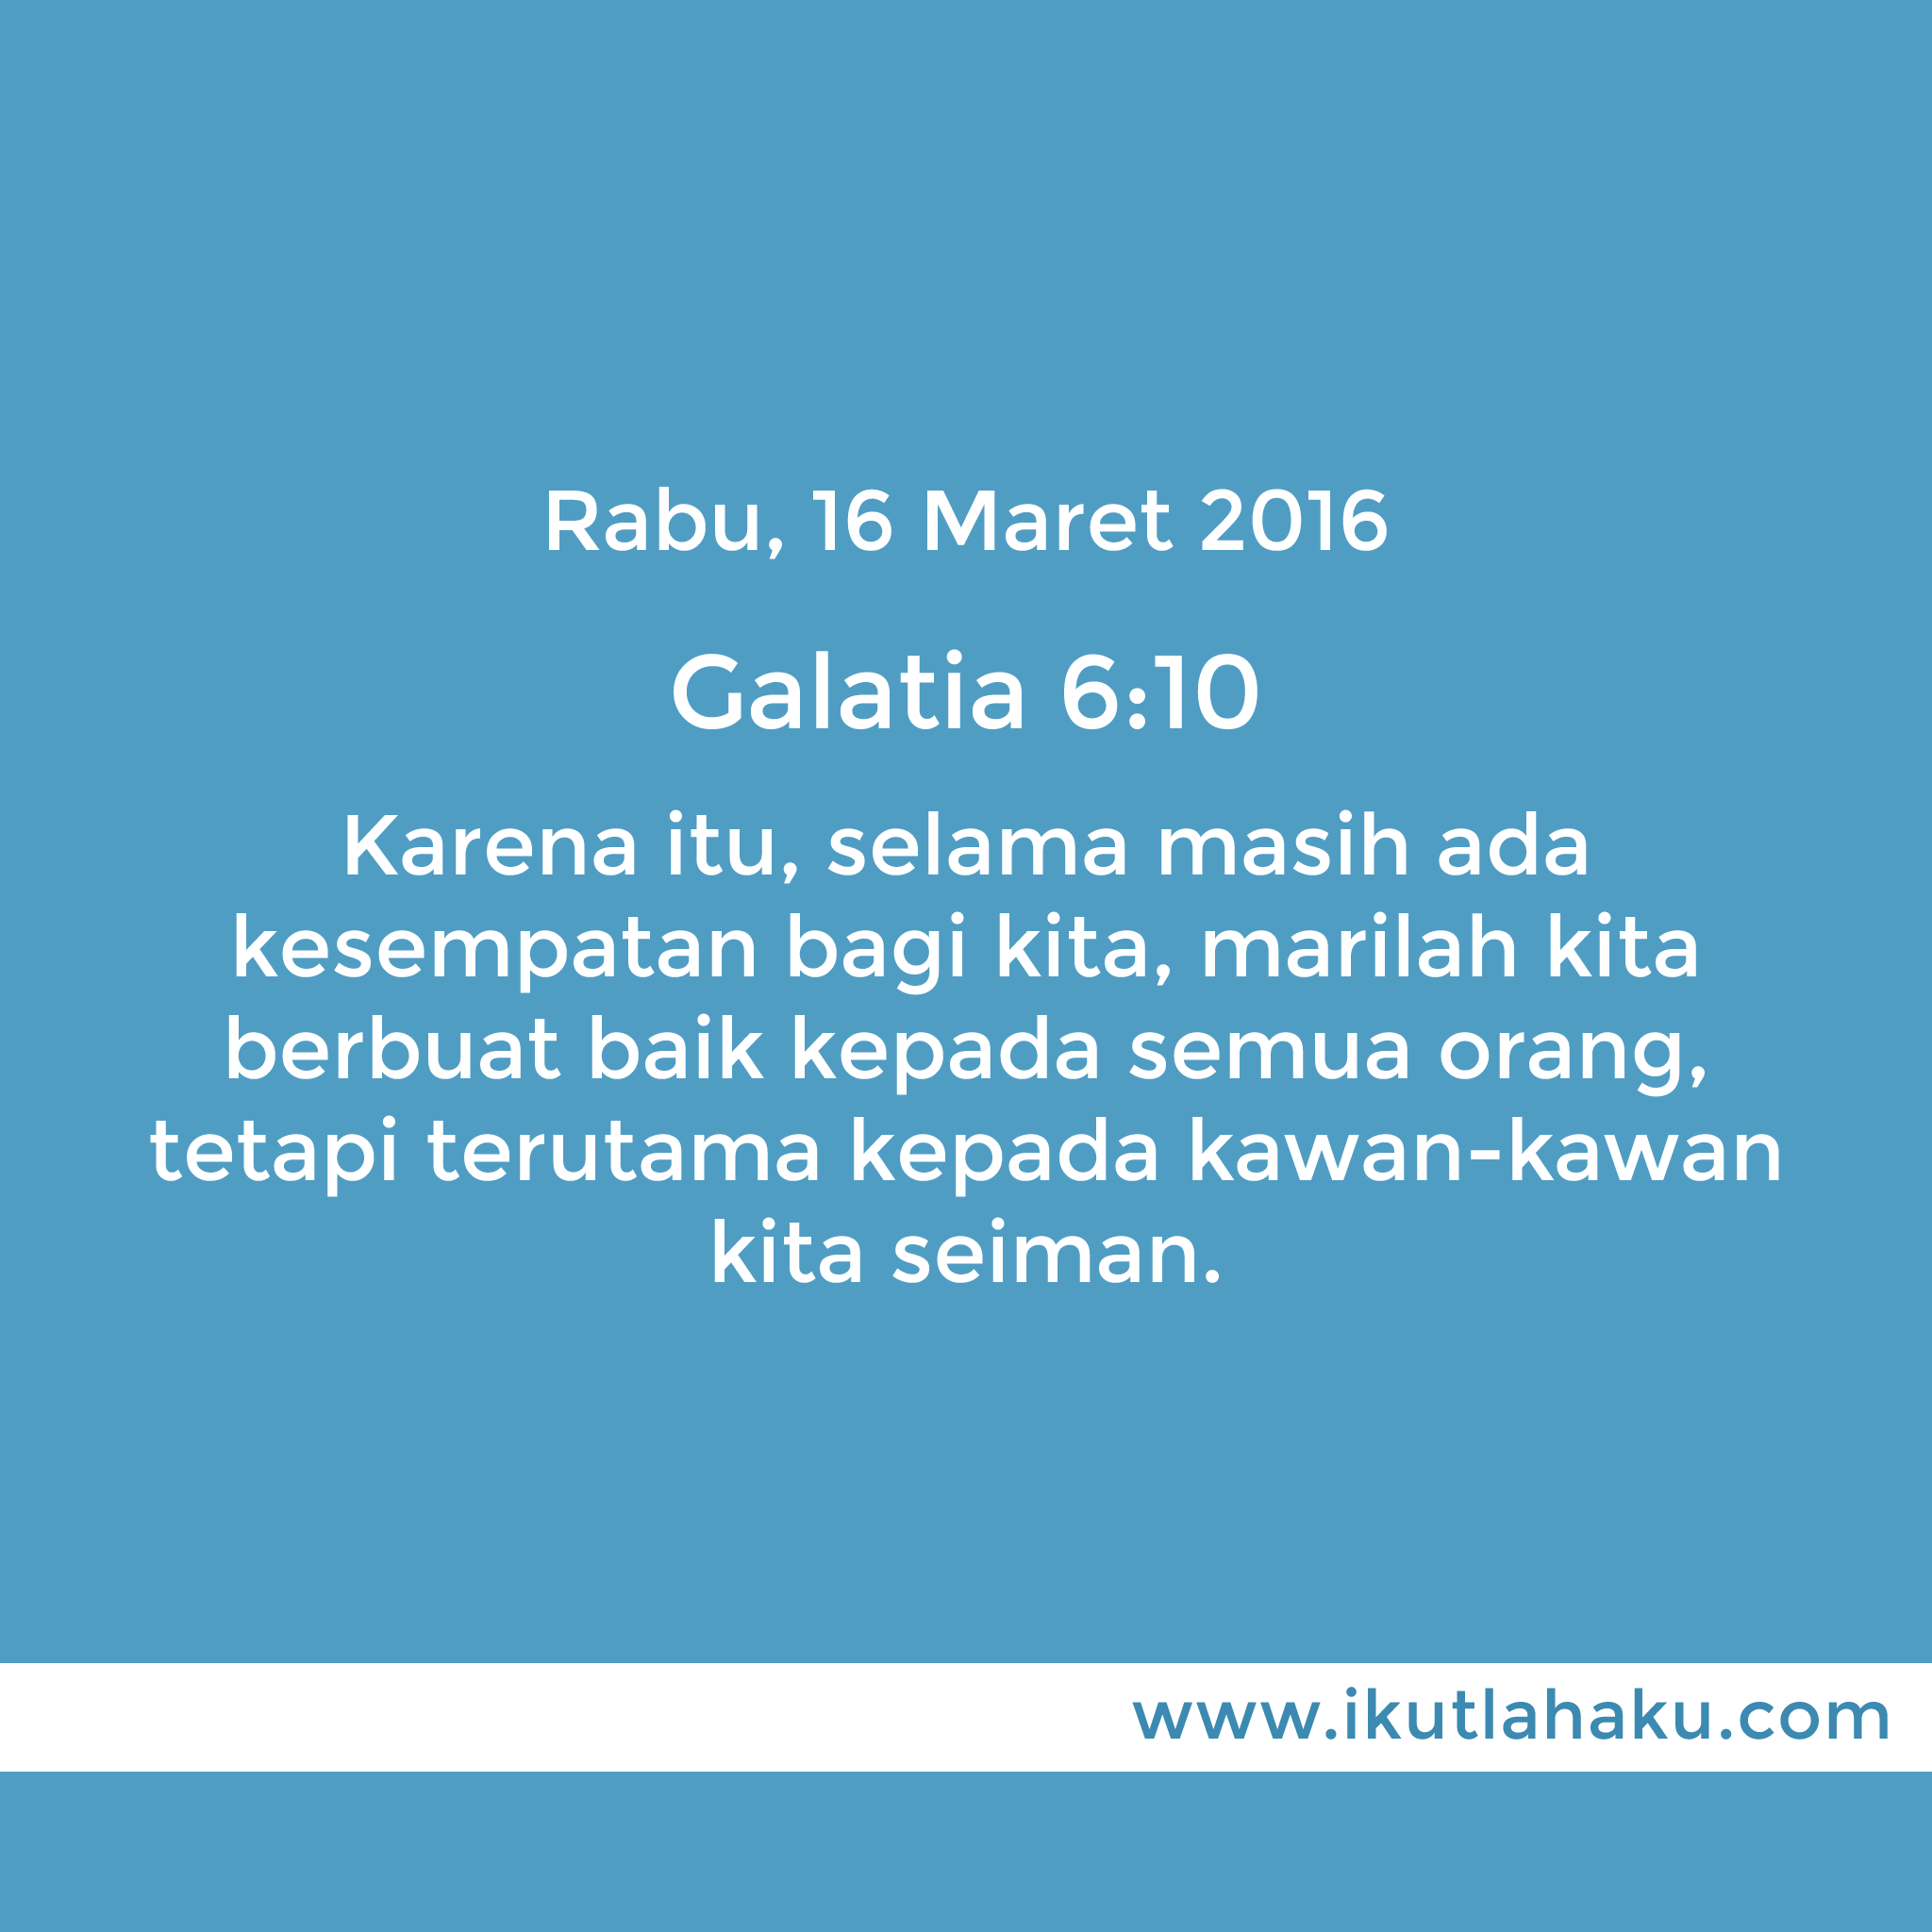 Rabu, 16 Maret 2016
Galatia 6:10
Karena itu, selama masih ada
kesempatan bagi kita, marilah kita
berbuat baik kepada semua orang,
tetapi terutama kepada kawan-kawan
kita seiman.
www.ikutlahaku.com